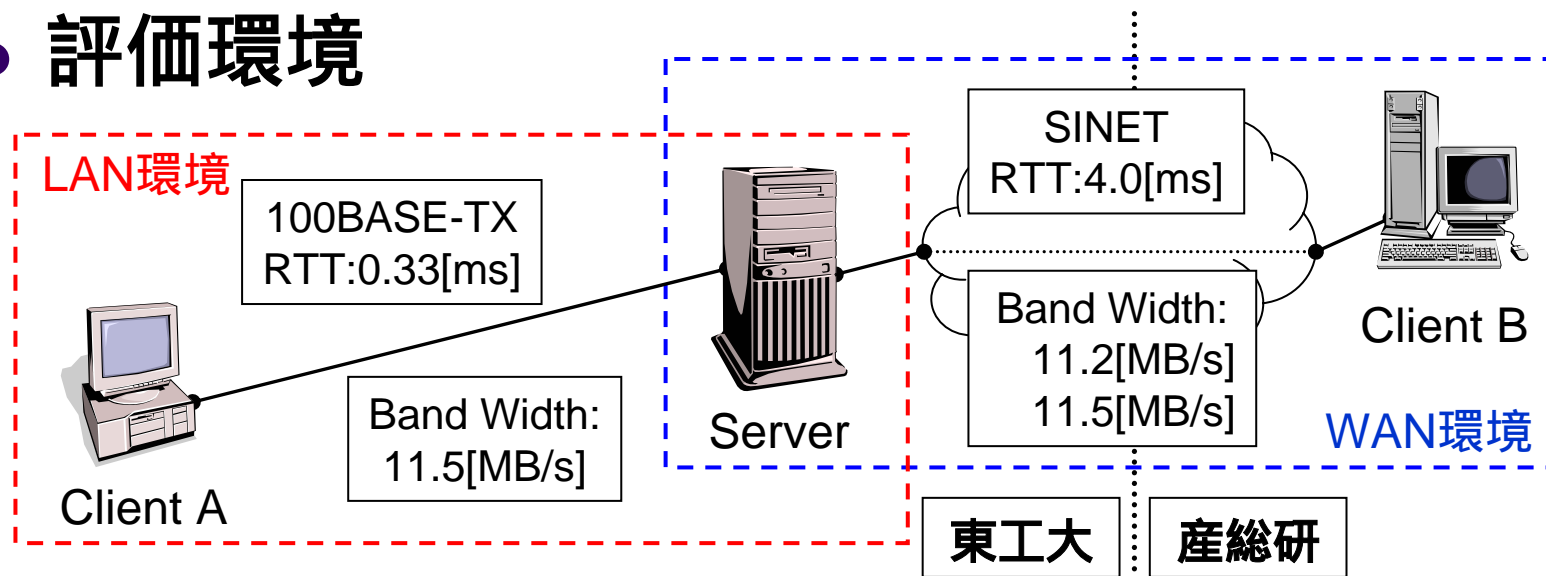 評価環境
LAN環境
100BASE-TX
RTT:0.33[ms]
Band Width:
11.5[MB/s]
Client A
Server
SINET
RTT:4.0[ms]
Band Width:
11.2[MB/s]
11.5[MB/s]
Client B
WAN環境
東工大
産総研